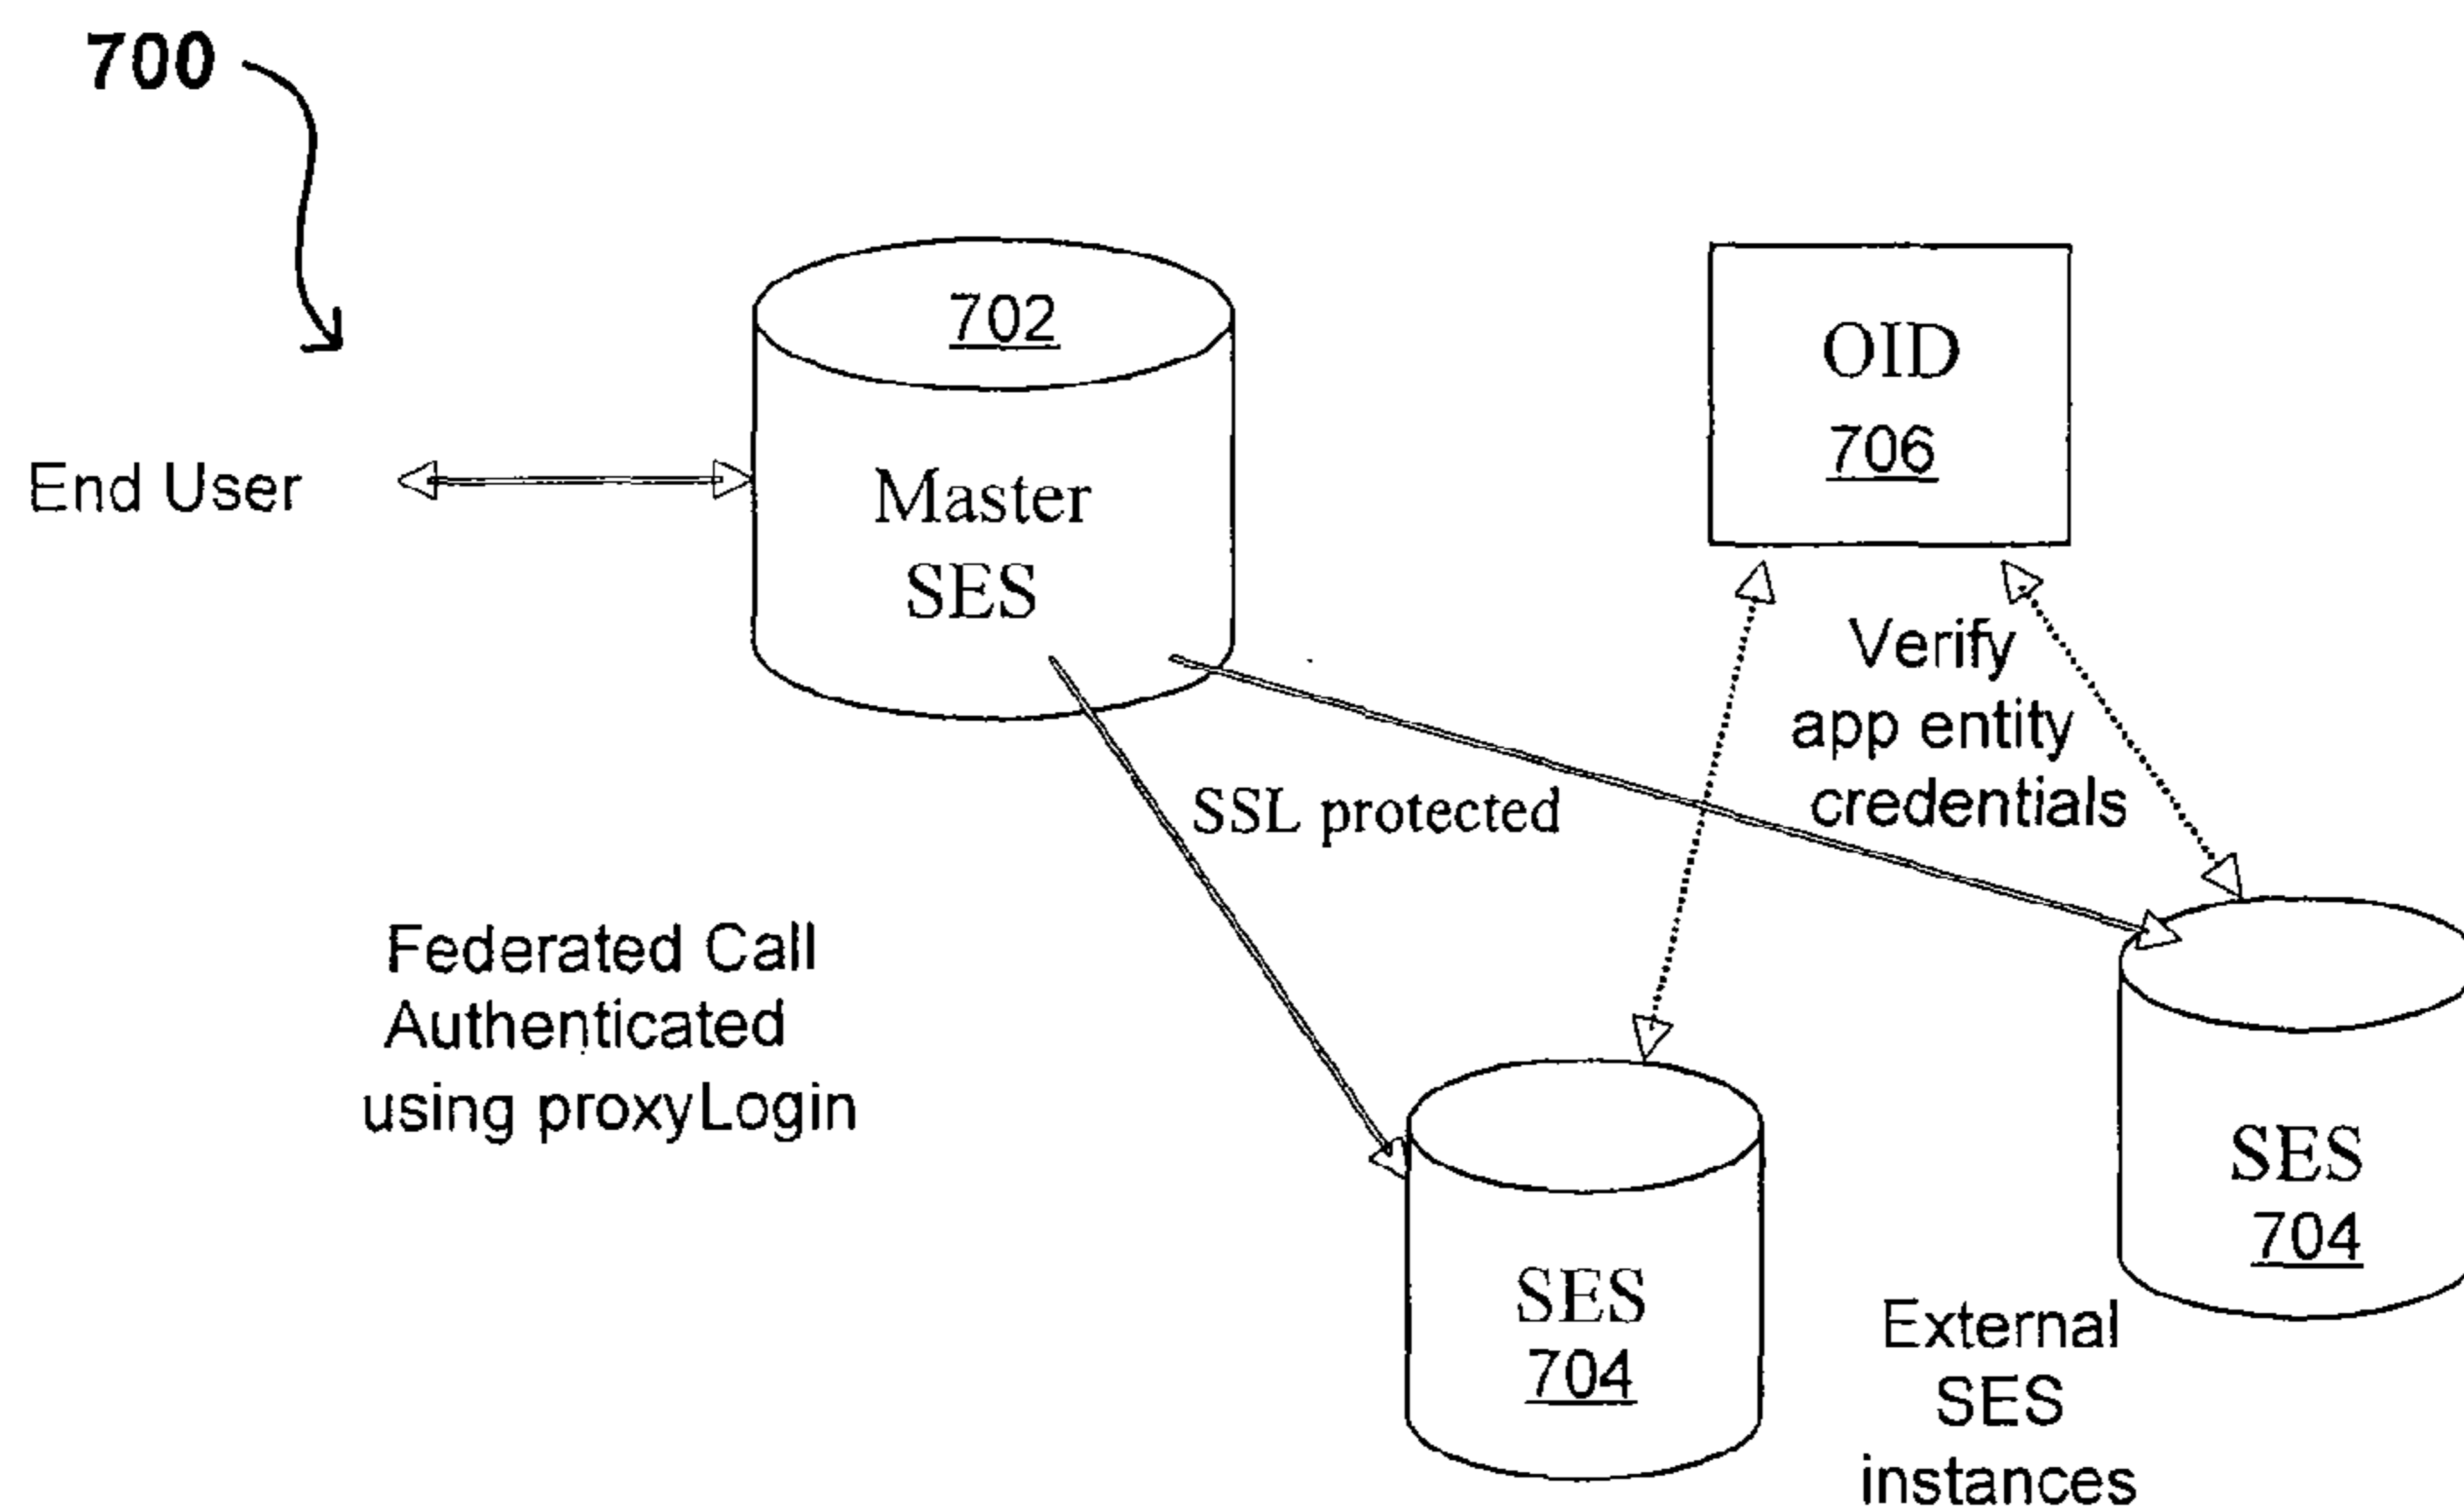 700
702
Master
SES
End User
OID
706
Verify
app entity
credentials
SSL protected
Federated Call
Authenticated
using proxyLogin
SES
704
SES
704
External
SES
instances